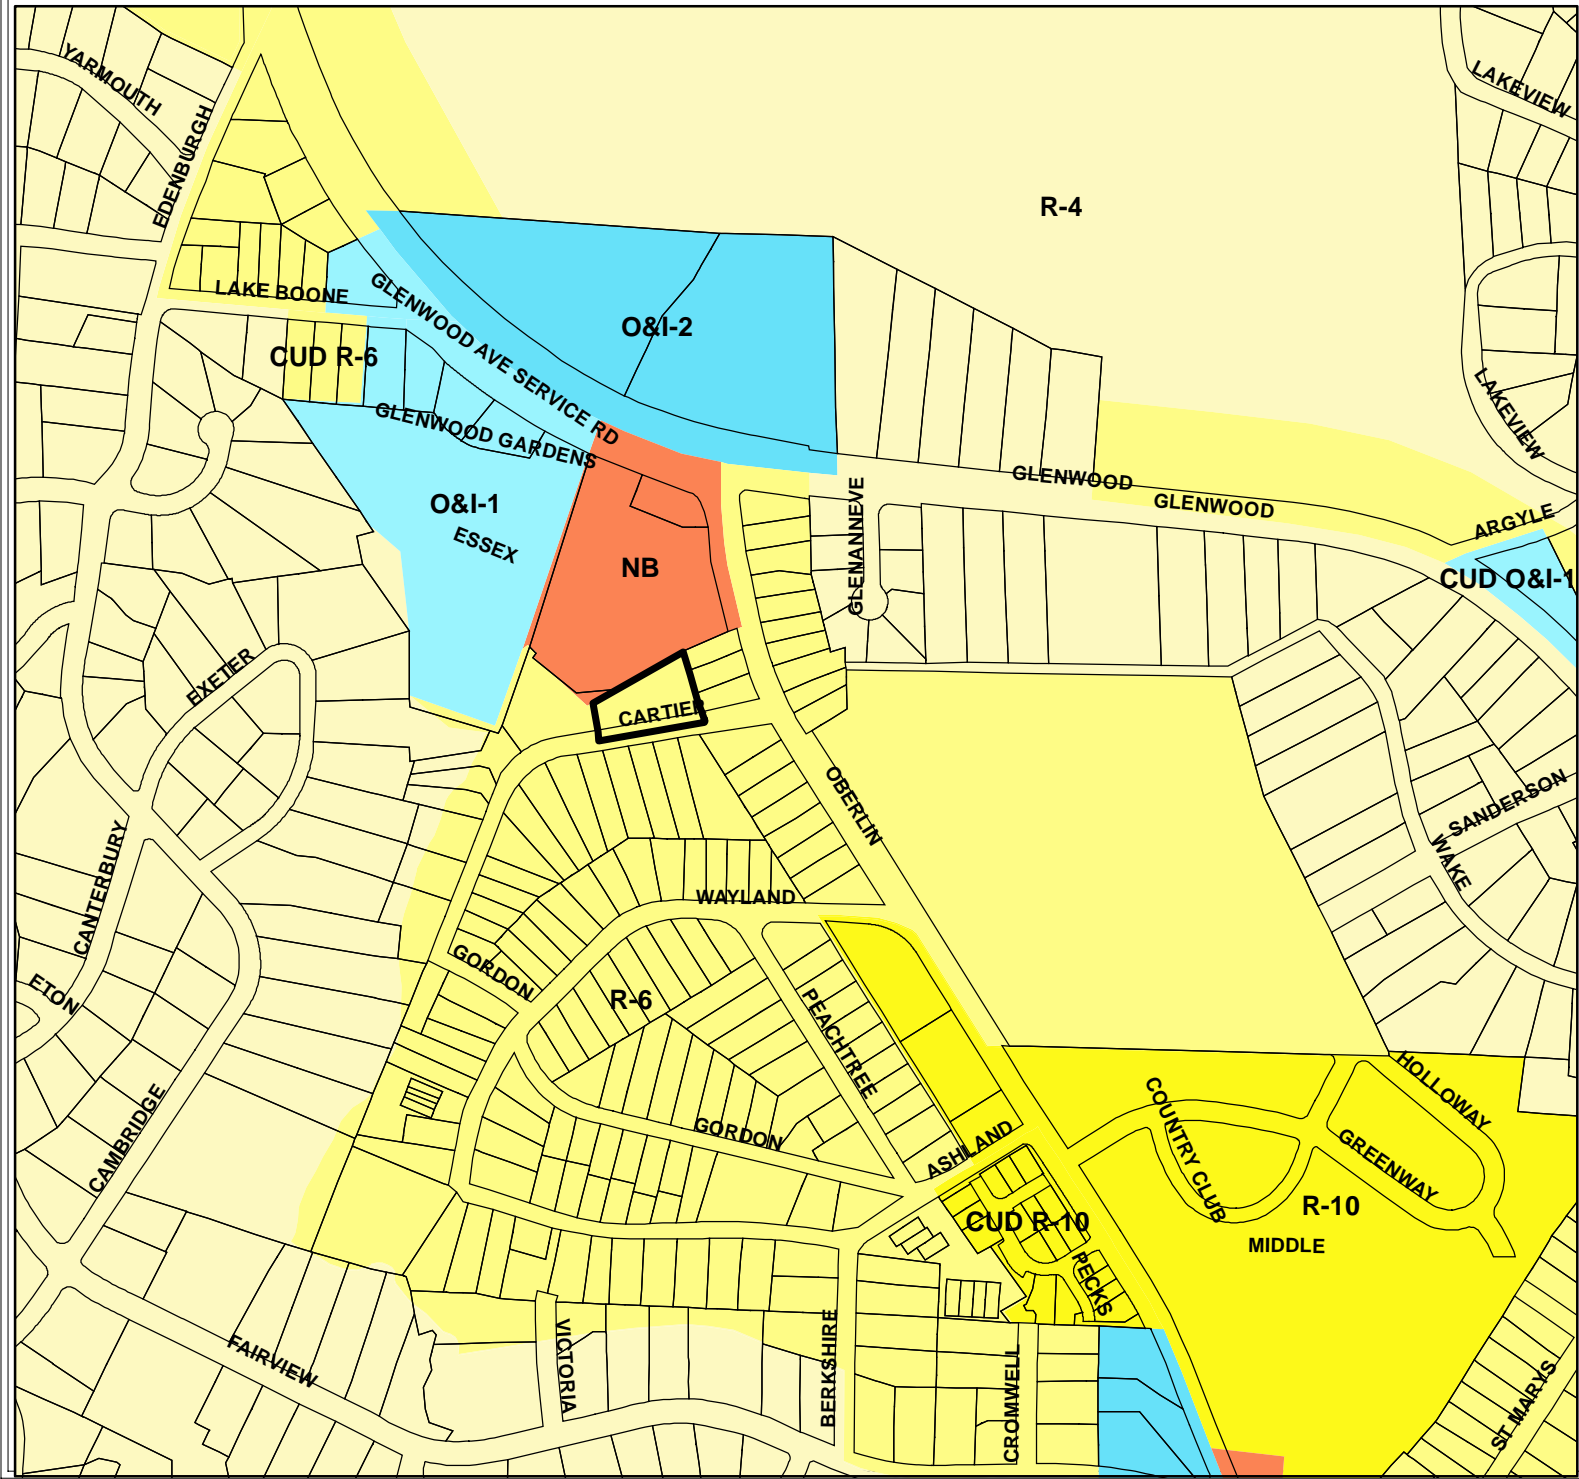 YARMOUTH
LAKEVIEW
EDENBURGH
R-4
LAKE BOONE
GLENWOOD AVE SERVICE RD
O&I-2
CUD R-6
GLENWOOD GARDENS
LAKEVIEW
GLENWOOD
GLENWOOD
O&I-1
ESSEX
GLENANNEVE
ARGYLE
NB
CUD O&I-1
EXETER
CARTIER
OBERLIN
SANDERSON
WAKE
CANTERBURY
WAYLAND
GORDON
ETON
R-6
PEACHTREE
HOLLOWAY
COUNTRY CLUB
CAMBRIDGE
GORDON
ASHLAND
GREENWAY
R-10
CUD R-10
MIDDLE
PECKS
FAIRVIEW
VICTORIA
BERKSHIRE
CROMWELL
ST MARYS